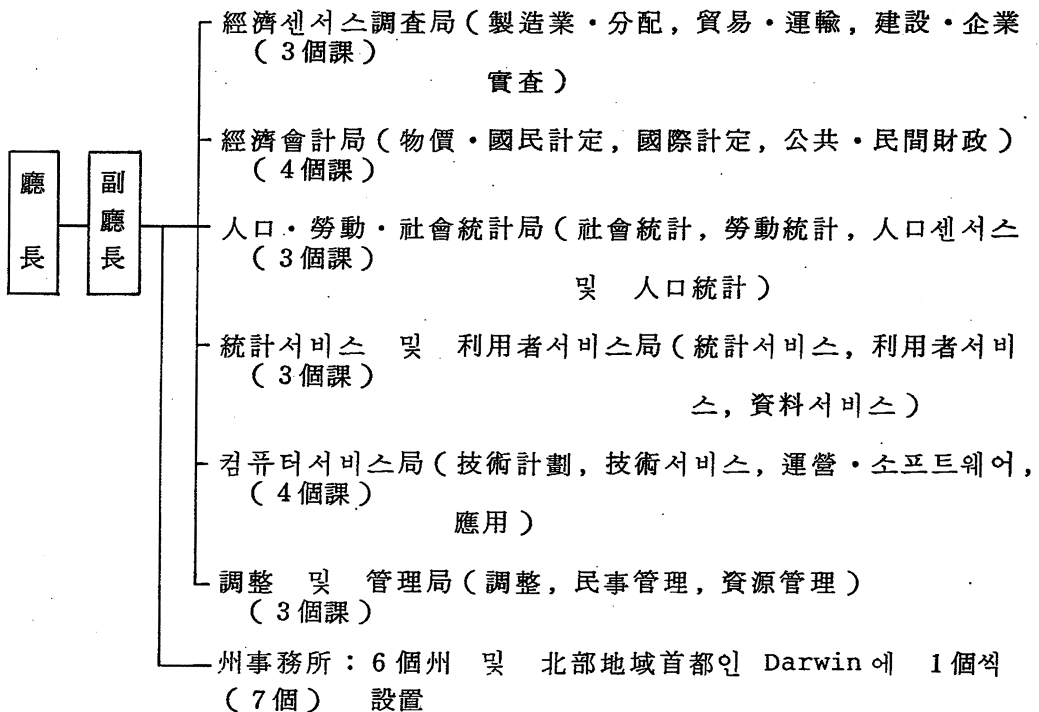 經濟센서스調査局 ( 製造業・分配, 貿易・運輸, 建設・企業
( 3個課 )
實査 )
經濟會計局 ( 物價・國民計定, 國際計定, 公共・民間財政 )
( 4個課 )
廳長
副廳長
人口・勞動・社會統計局 ( 社會統計, 勞動統計, 人口센서스
( 3個課 )
및 人口統計 )
統計서비스 및 利用者서비스局 ( 統計서비스, 利用者서비
( 3個課 )
스, 資料서비스 )
컴퓨터서비스局 ( 技術計劃, 技術서비스, 運營・소프트웨어,
( 4個課 )
應用 )
調整 및 管理局 ( 調整, 民事管理, 資源管理 )
( 3個課 )
州事務所 : 6個州 및 北部地域首都인 Darwin에 1個씩
( 7個 ) 設置